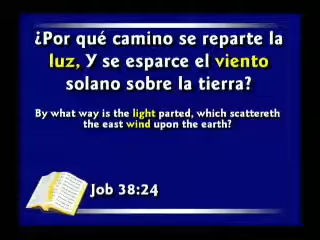 ¿Por qué camino se reparte la
luz, Y se esparce el viento
solano sobre la tierra?
By what way is the light parted, which scattereth
the east wind upon the earth?
Job 38:24